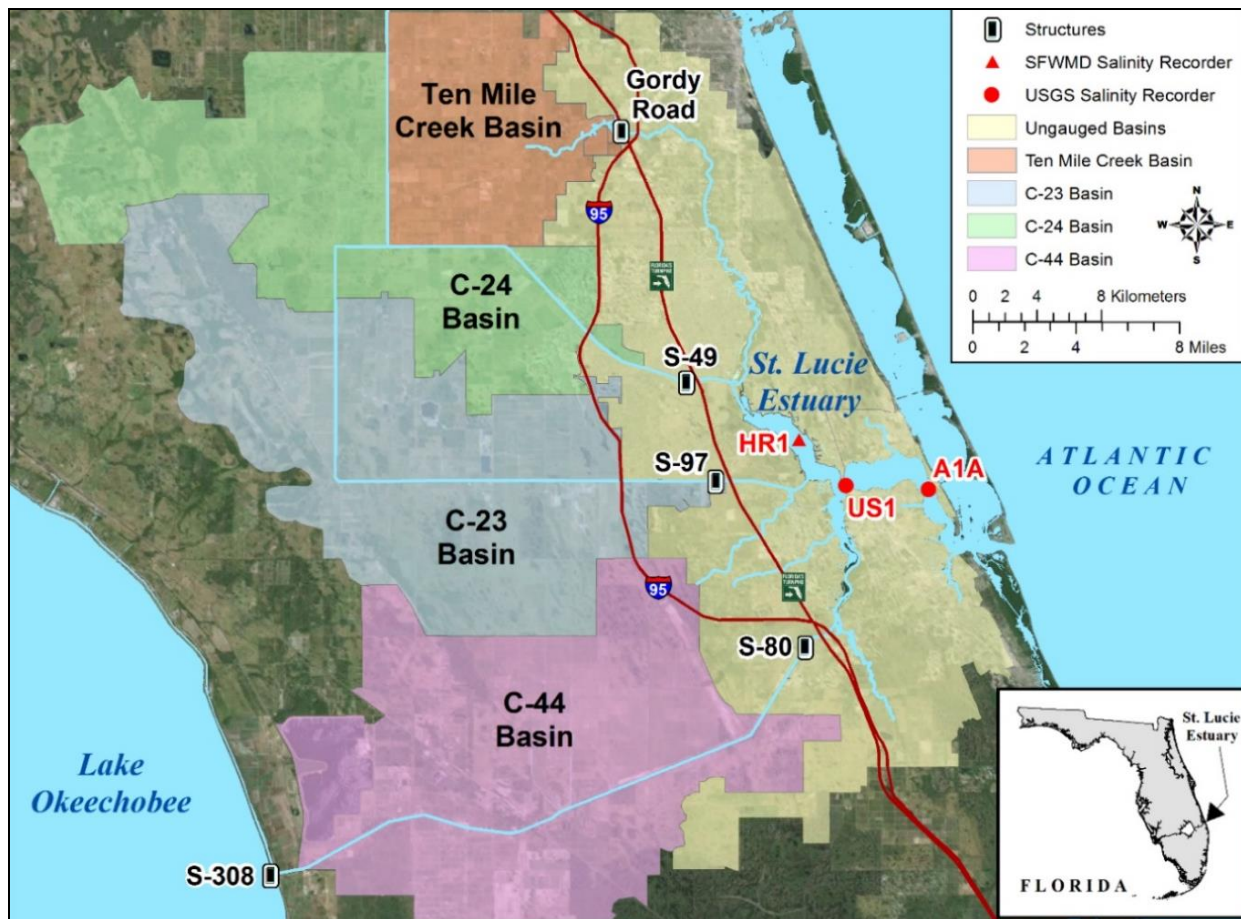 Ten Mile
Creek Basin
Gordy
Road
95
C-24
Basin
S-49
St. Lucie
Estuary
HR1
S-97
A1A
US1
ATLANTIC
OCEAN
C-23
Basin
95
S-80
C-44
Basin
Lake
Okeechobee
S-308
Structures
SFWMD Salinity Recorder
USGS Salinity Recorder
Ungauged Basins
Ten Mile Creek Basin
C-23 Basin
C-24 Basin
C-44 Basin
N
W E
S
0 2 4 8 Kilometers
0 2 4 8 Miles
St. Lucie
Estuary
FLORIDA